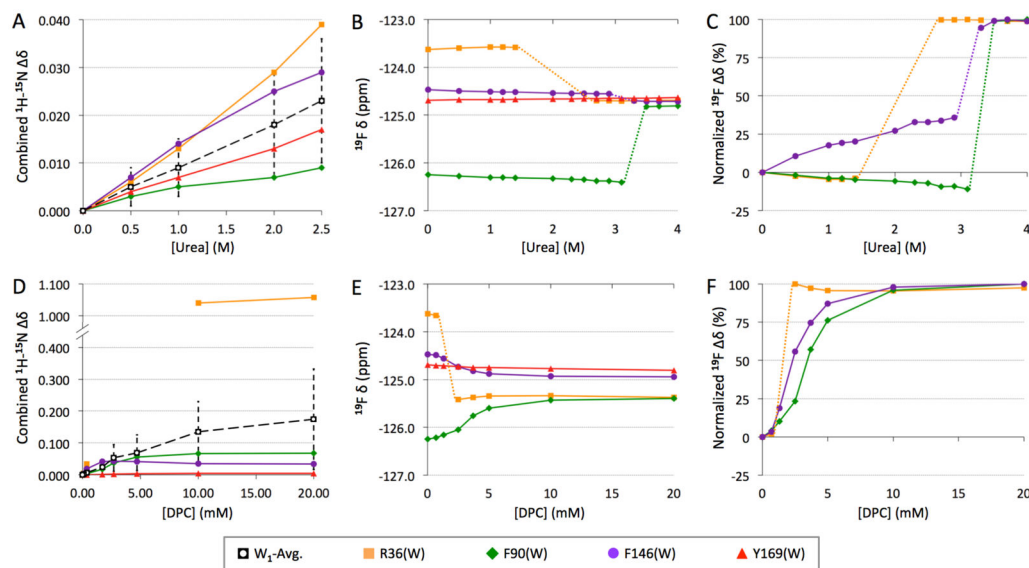 A
Combined ¹H-¹⁵N Δδ
0.040
0.030
0.020
0.010
0.000
0.0 0.5 1.0 1.5 2.0 2.5
[Urea] (M)
B
¹⁹F δ (ppm)
-123.0
-124.0
-125.0
-126.0
-127.0
0 1 2 3 4
[Urea] (M)
C
Normalized ¹⁹F Δδ (%)
100
75
50
25
0
-25
0 1 2 3 4
[Urea] (M)
D
Combined ¹H-¹⁵N Δδ
1.100
1.000
0.400
0.300
0.200
0.100
0.000
0.00 5.00 10.00 15.00 20.00
[DPC] (mM)
E
¹⁹F δ (ppm)
-123.0
-124.0
-125.0
-126.0
-127.0
0 5 10 15 20
[DPC] (mM)
F
Normalized ¹⁹F Δδ (%)
100
75
50
25
0
-25
0 5 10 15 20
[DPC] (mM)
W₁-Avg. R36(W) F90(W) F146(W) Y169(W)